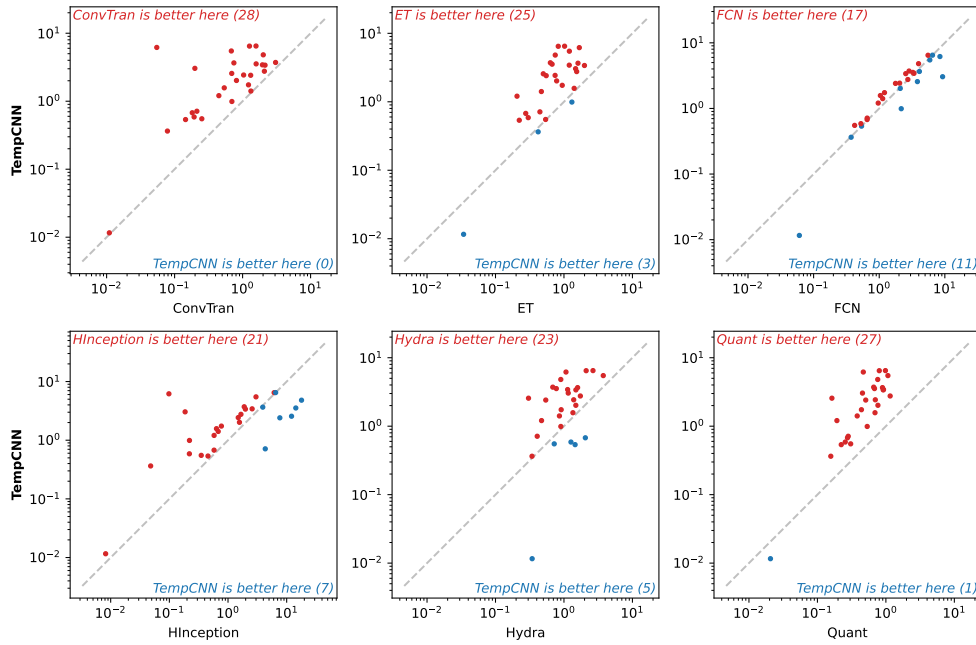 ConvTran is better here (28)
TempCNN
10^1
10^0
10^-1
10^-2
TempCNN is better here (0)
10^-2 10^-1 10^0 10^1
ConvTran
ET is better here (25)
10^1
10^0
10^-1
10^-2
TempCNN is better here (3)
10^-2 10^-1 10^0 10^1
ET
FCN is better here (17)
10^2
10^1
10^0
10^-1
10^-2
TempCNN is better here (11)
10^-2 10^-1 10^0 10^1
FCN
HInception is better here (21)
TempCNN
10^1
10^0
10^-1
10^-2
TempCNN is better here (7)
10^-2 10^-1 10^0 10^1
HInception
Hydra is better here (23)
10^1
10^0
10^-1
10^-2
TempCNN is better here (5)
10^-2 10^-1 10^0 10^1
Hydra
Quant is better here (27)
10^1
10^0
10^-1
10^-2
TempCNN is better here (1)
10^-2 10^-1 10^0 10^1
Quant